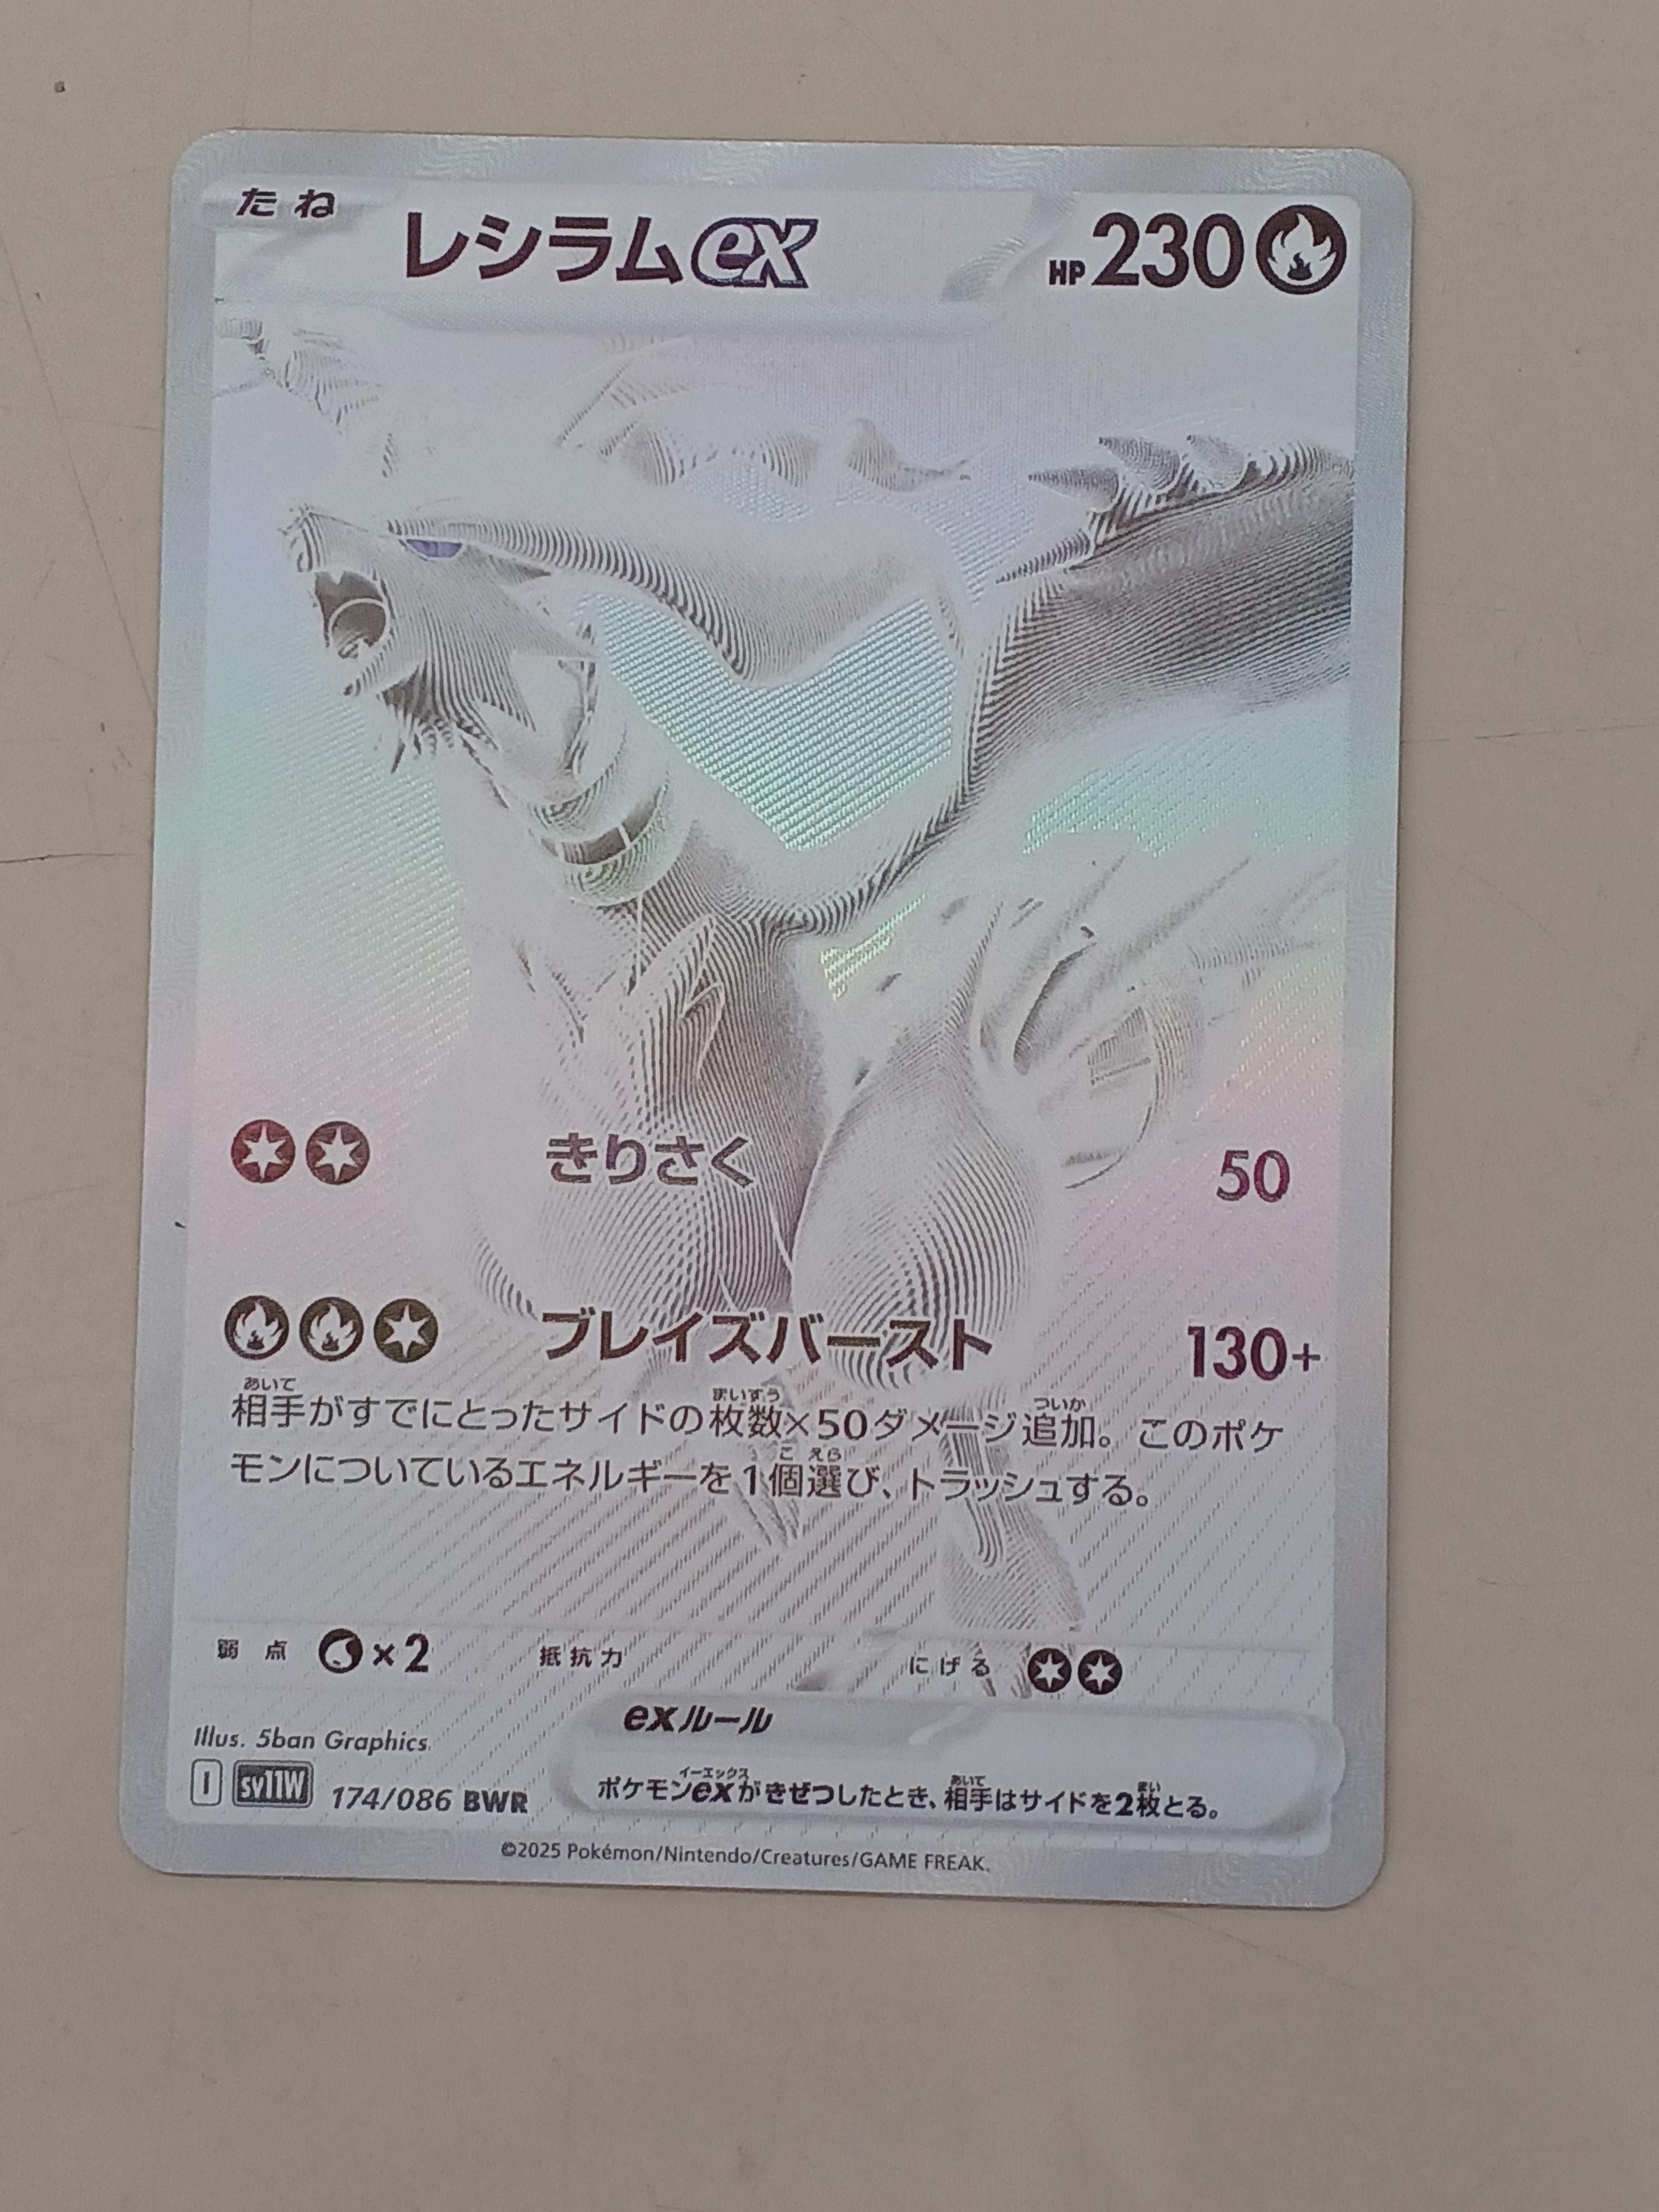 たね レシラムex HP230
きりさく 50
ブレイズバースト 130+
相手がすでにとったサイドの枚数×50ダメージ追加。このポケ
モンについているエネルギーを1個選び、トラッシュする。
弱点 ×2 抵抗力 にげる
exルール
ポケモンexがきぜつしたとき、相手はサイドを2枚とる。
Illus. 5ban Graphics
I sv11W 174/086 BWR
©2025 Pokémon/Nintendo/Creatures/GAME FREAK.